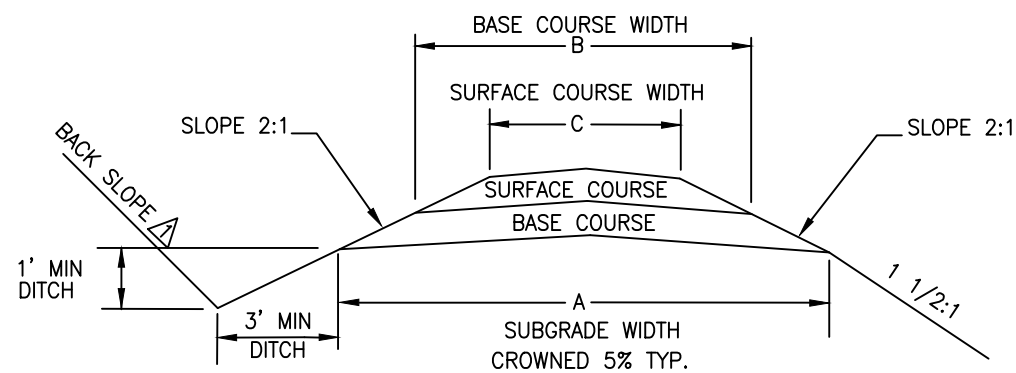 BASE COURSE WIDTH
B
SURFACE COURSE WIDTH
C
SLOPE 2:1
SLOPE 2:1
BACK SLOPE 1
SURFACE COURSE
BASE COURSE
1' MIN
DITCH
3' MIN
DITCH
A
SUBGRADE WIDTH
CROWNED 5% TYP.
1 1/2:1